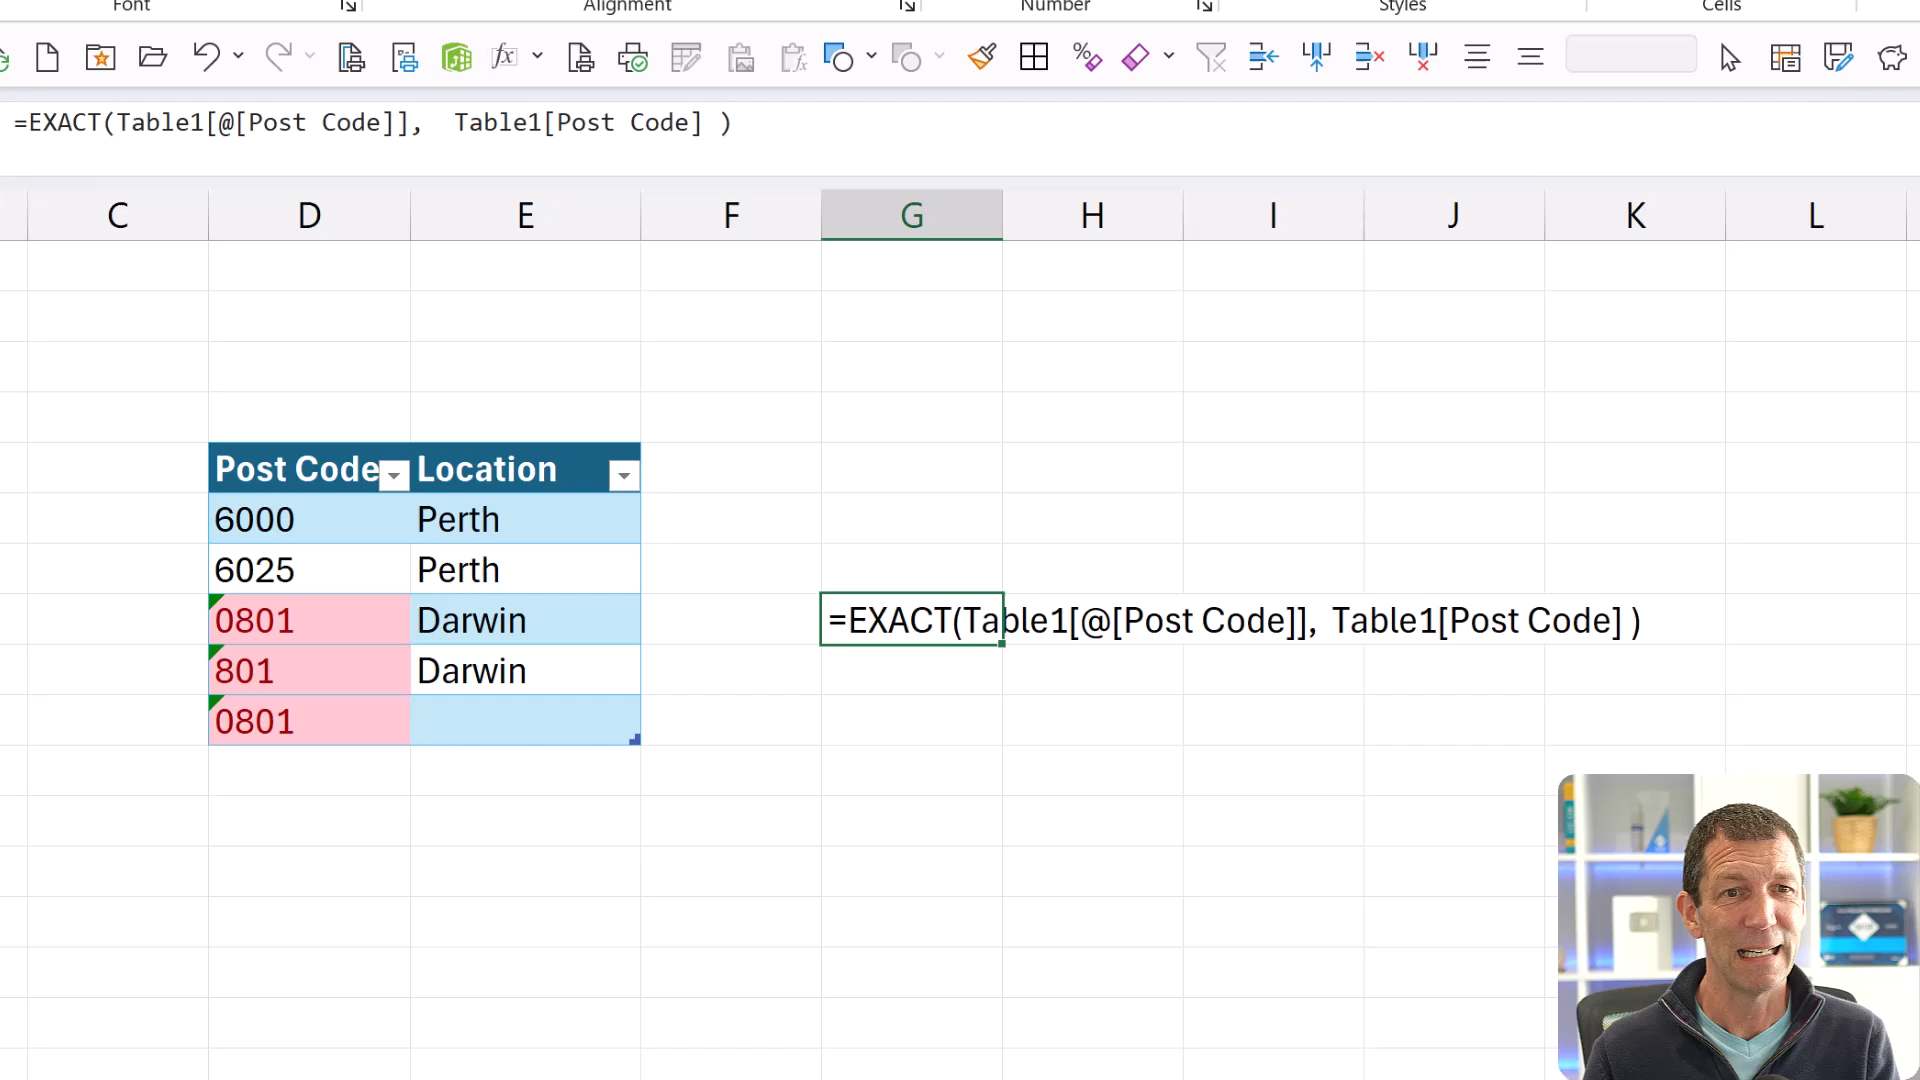 Font Alignment Number Styles Cells
=EXACT(Table1[@[Post Code]],  Table1[Post Code] )
C D E F G H I J K L
Post Code Location
6000 Perth
6025 Perth
0801 Darwin
=EXACT(Table1[@[Post Code]],  Table1[Post Code] )
801 Darwin
0801